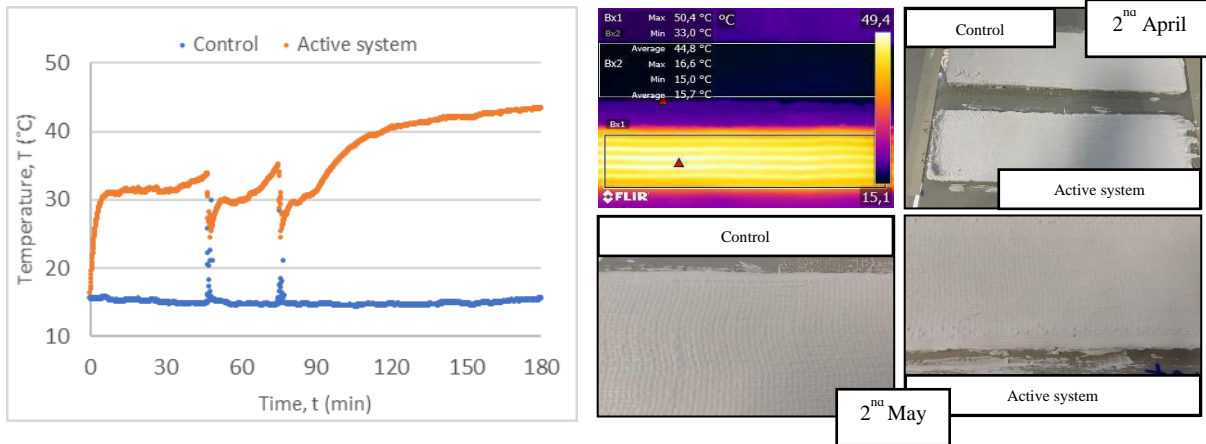 Control
Active system
50
40
30
20
10
Temperature, T (°C)
0
30
60
90
120
150
180
Time, t (min)
Bx1 Max 50,4 °C
Min 33,0 °C
Average 44,8 °C
Bx2 Max 16,6 °C
Min 15,0 °C
Average 15,7 °C
°C
49,4
Bx2
Bx1
15,1
FLIR
2nd April
Control
Active system
Control
2nd May
Active system